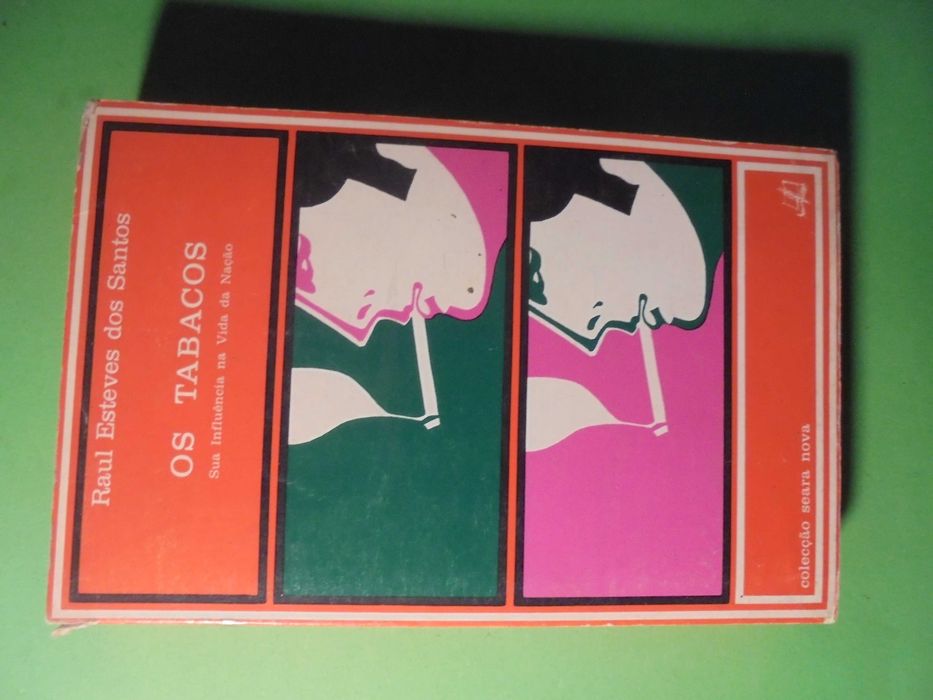 Raul Esteves dos Santos
OS TABACOS
Sua Influência na Vida da Nação
colecção seara nova